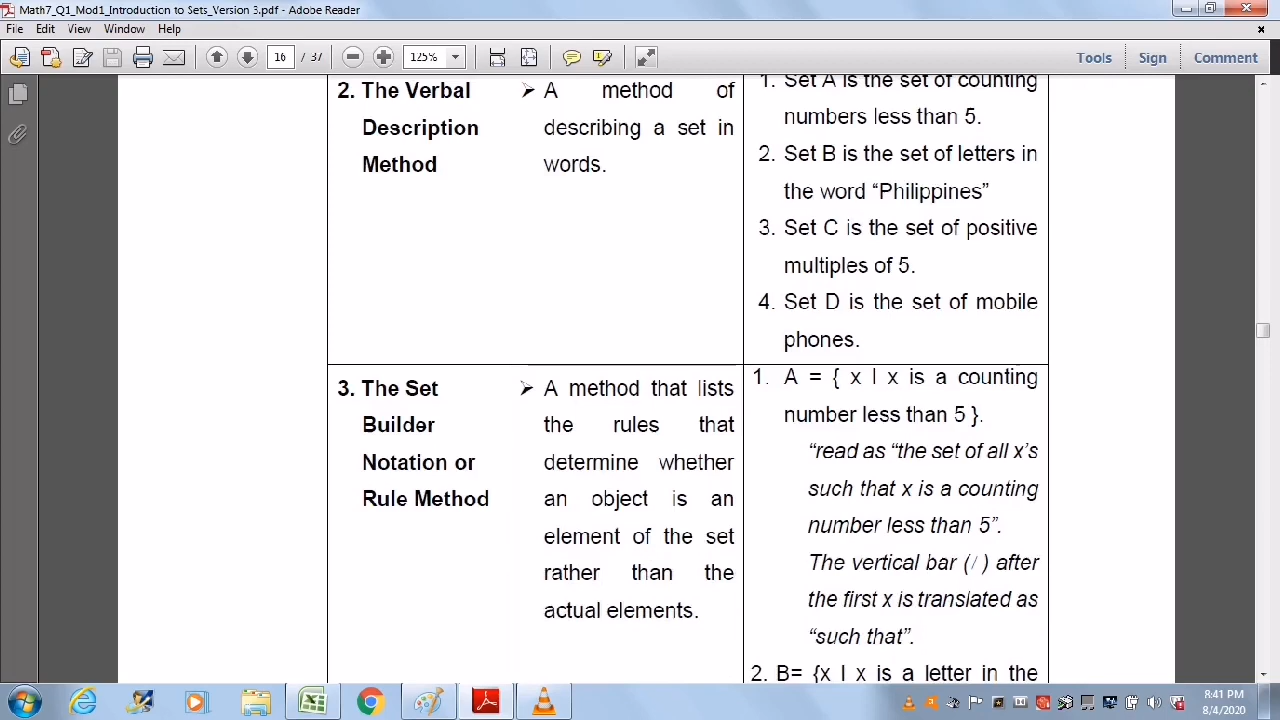 Math7_Q1_Mod1_Introduction to Sets_Version 3.pdf - Adobe Reader
File Edit View Window Help
16 / 37 125% Tools Sign Comment
2. The Verbal
Description
Method
➢ A method of
describing a set in
words.
1. Set A is the set of counting
numbers less than 5.
2. Set B is the set of letters in
the word “Philippines”
3. Set C is the set of positive
multiples of 5.
4. Set D is the set of mobile
phones.
3. The Set
Builder
Notation or
Rule Method
➢ A method that lists
the rules that
determine whether
an object is an
element of the set
rather than the
actual elements.
1. A = { x l x is a counting
number less than 5 }.
“read as “the set of all x’s
such that x is a counting
number less than 5”.
The vertical bar (/ ) after
the first x is translated as
“such that”.
2. B= {x l x is a letter in the
8:41 PM
8/4/2020